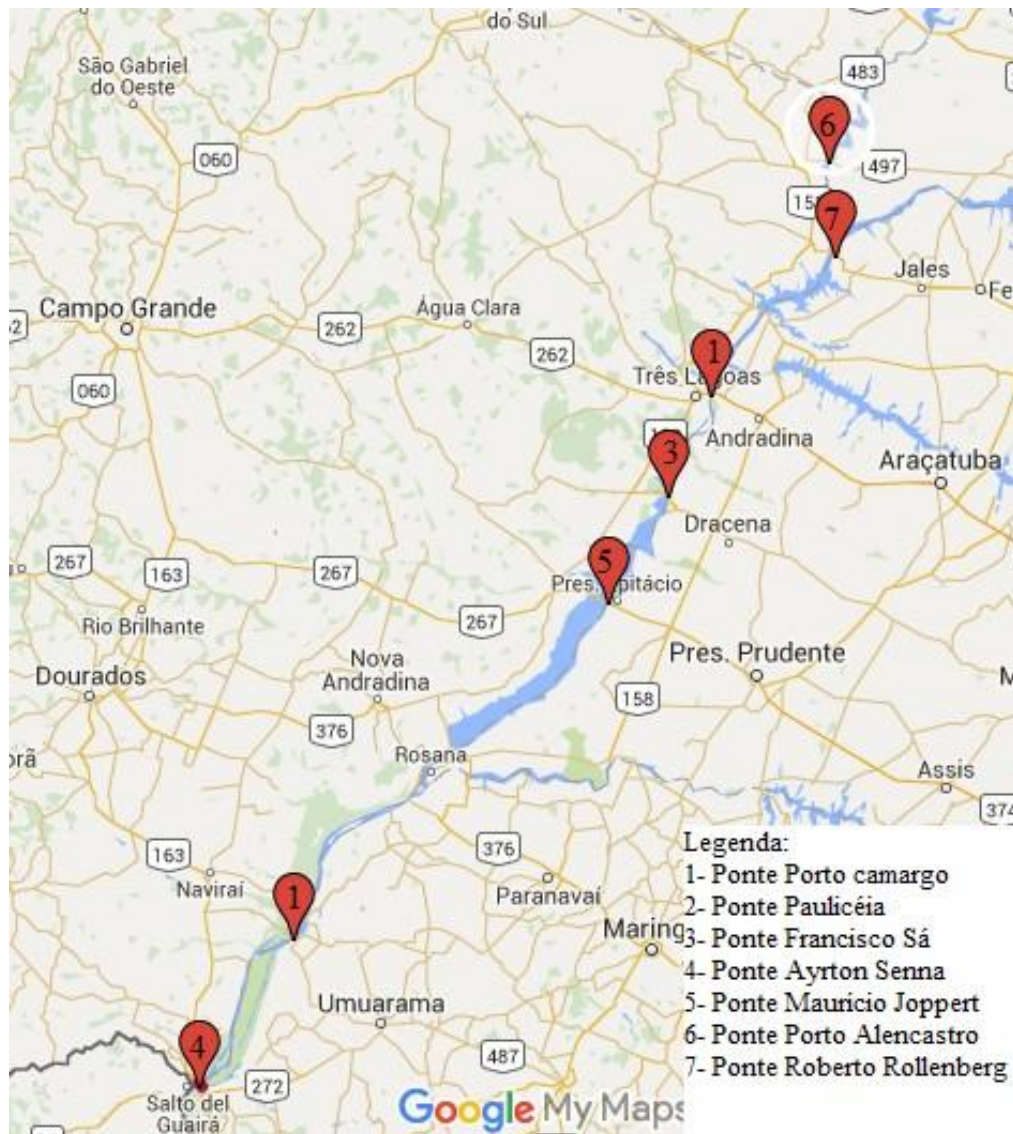 do Sul
São Gabriel
do Oeste
483
6
060
497
7
Jales
Campo Grande
Água Clara
262
262
1
Três Lagoas
060
Andradina
3
Araçatuba
Dracena
5
267
163
267
Pres. Epitácio
267
Rio Brilhante
Nova
Andradina
Pres. Prudente
Dourados
158
376
Rosana
Assis
374
163
376
Naviraí
Paranavaí
1
Maring
Umuarama
4
487
272
Salto del
Guairá
Legenda:
1- Ponte Porto camargo
2- Ponte Paulicéia
3- Ponte Francisco Sá
4- Ponte Ayrton Senna
5- Ponte Mauricio Joppert
6- Ponte Porto Alencastro
7- Ponte Roberto Rollenberg
Google My Maps